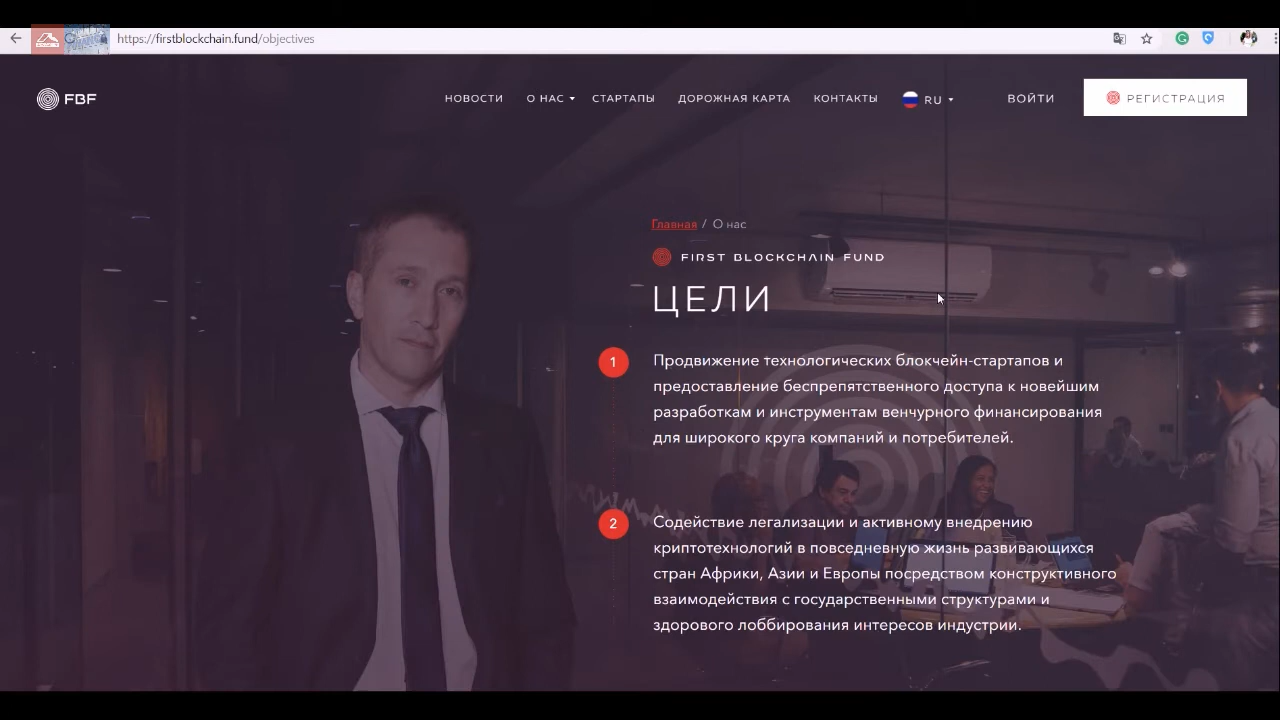 https://firstblockchain.fund/objectives
FBF
НОВОСТИ
О НАС
СТАРТАПЫ
ДОРОЖНАЯ КАРТА
КОНТАКТЫ
RU
ВОЙТИ
РЕГИСТРАЦИЯ
Главная / О нас
FIRST BLOCKCHAIN FUND
ЦЕЛИ
1
Продвижение технологических блокчейн-стартапов и
предоставление беспрепятственного доступа к новейшим
разработкам и инструментам венчурного финансирования
для широкого круга компаний и потребителей.
2
Содействие легализации и активному внедрению
криптотехнологий в повседневную жизнь развивающихся
стран Африки, Азии и Европы посредством конструктивного
взаимодействия с государственными структурами и
здорового лоббирования интересов индустрии.